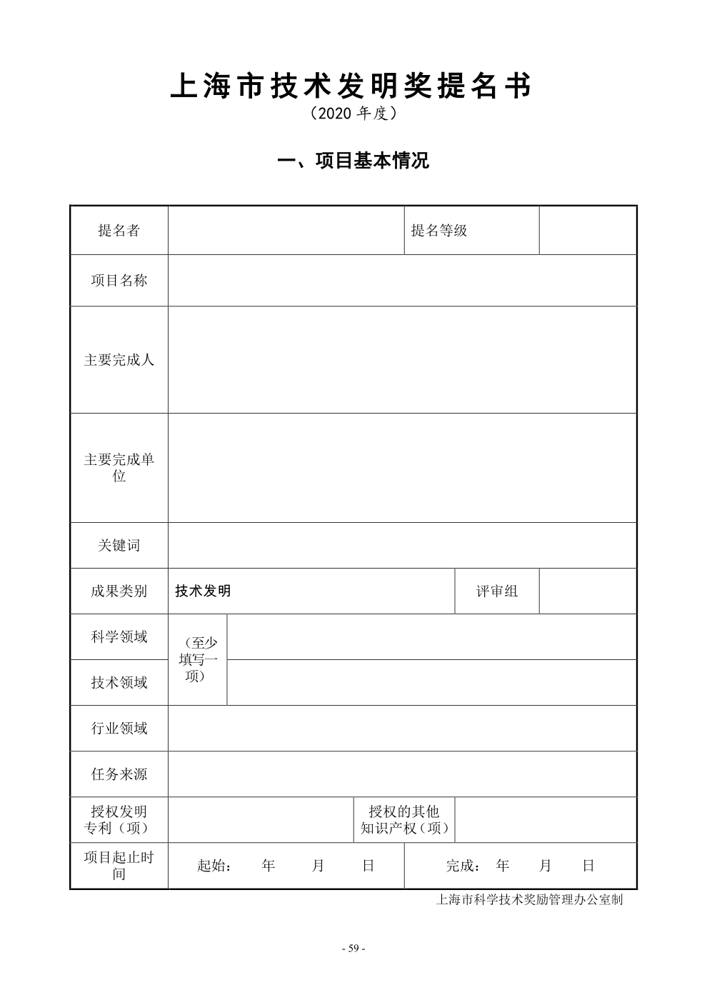 上海市技术发明奖提名书
（2020 年度）
一、项目基本情况
提名者 提名等级
项目名称
主要完成人
主要完成单
位
关键词
成果类别 技术发明 评审组
科学领域
（至少
填写一
项）
技术领域
行业领域
任务来源
授权发明
专利（项）
授权的其他
知识产权（项）
项目起止时
间
起始： 年 月 日 完成： 年 月 日
上海市科学技术奖励管理办公室制
- 59 -